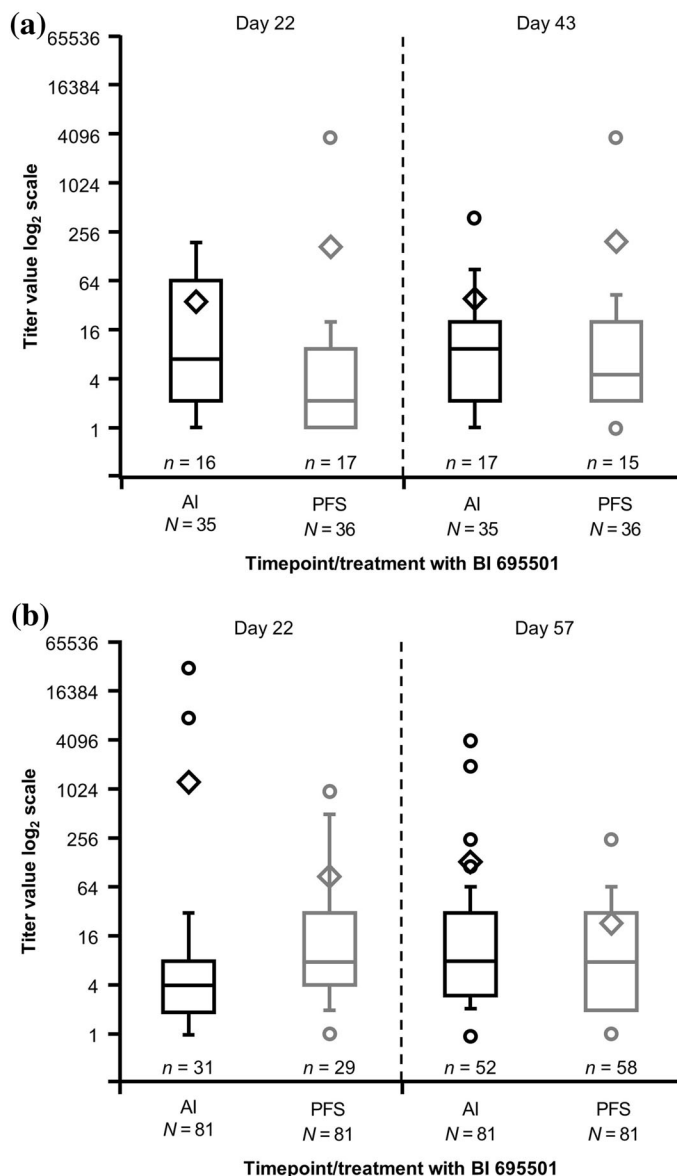 (a)
Day 22 Day 43
65536
16384
4096
1024
256
64
16
4
1
Titer value log2 scale
n = 16 n = 17 n = 17 n = 15
AI PFS AI PFS
N = 35 N = 36 N = 35 N = 36
Timepoint/treatment with BI 695501
(b)
Day 22 Day 57
65536
16384
4096
1024
256
64
16
4
1
Titer value log2 scale
n = 31 n = 29 n = 52 n = 58
AI PFS AI PFS
N = 81 N = 81 N = 81 N = 81
Timepoint/treatment with BI 695501